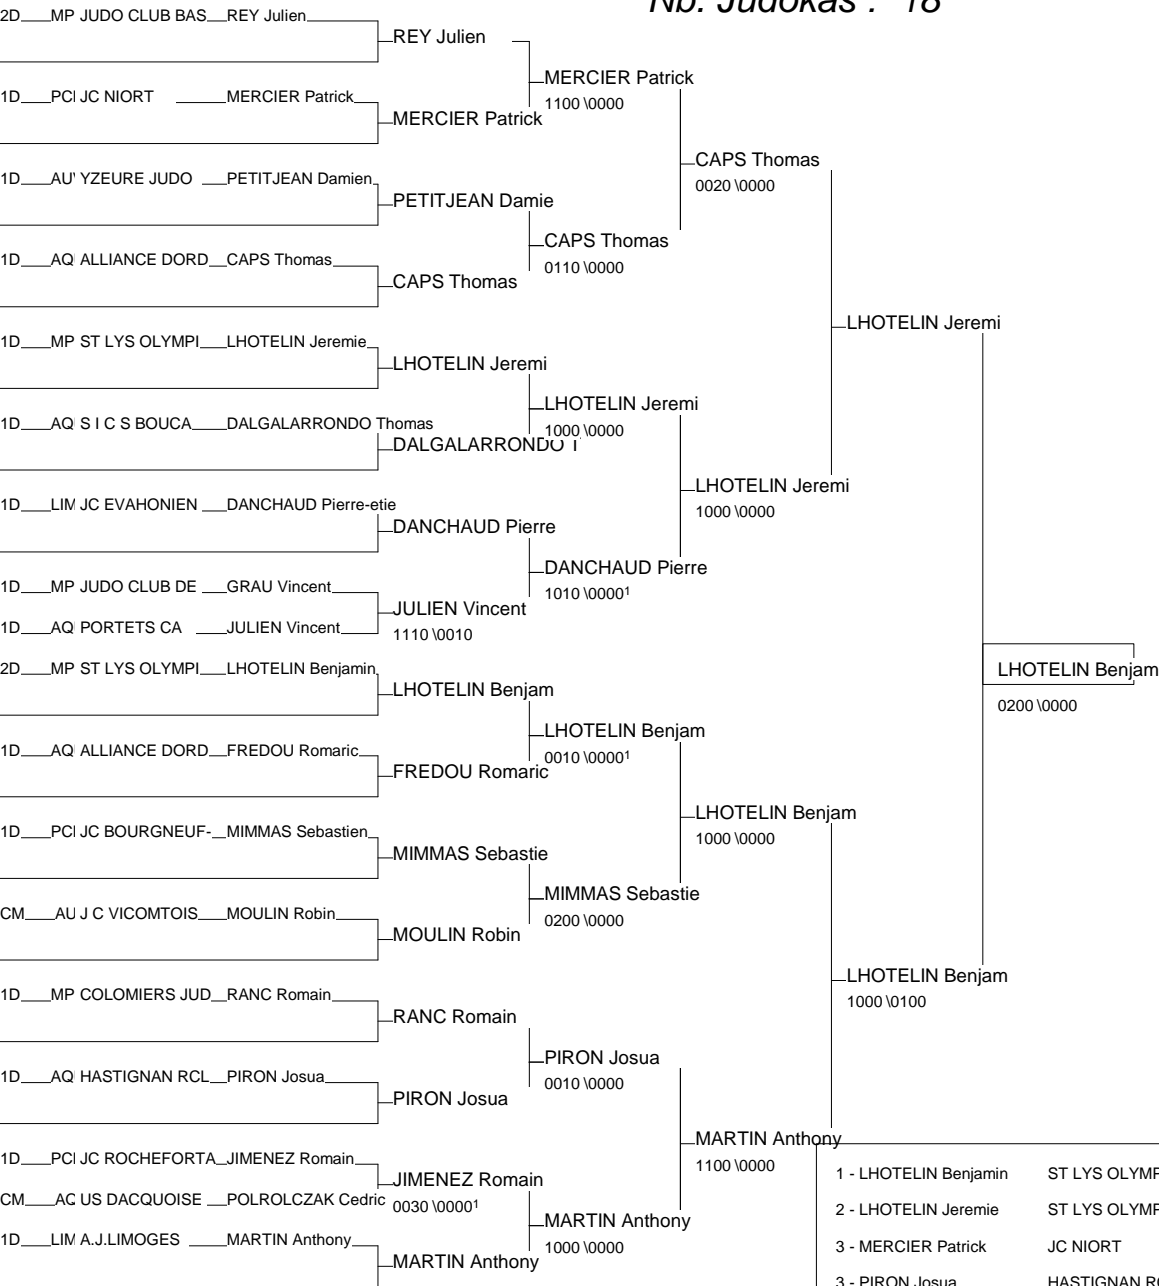 Nb. Judokas : 18
2D MP JUDO CLUB BAS REY Julien
REY Julien
MERCIER Patrick
1100 \0000
1D PC JC NIORT MERCIER Patrick
MERCIER Patrick
CAPS Thomas
0020 \0000
1D AU YZEURE JUDO PETITJEAN Damien
PETITJEAN Damie
CAPS Thomas
0110 \0000
1D AQ ALLIANCE DORD CAPS Thomas
CAPS Thomas
LHOTELIN Jeremi
1D MP ST LYS OLYMPI LHOTELIN Jeremie
LHOTELIN Jeremi
LHOTELIN Jeremi
1000 \0000
1D AQ S I C S BOUCA DALGALARRONDO Thomas
DALGALARRONDO T
LHOTELIN Jeremi
1000 \0000
1D LIM JC EVAHONIEN DANCHAUD Pierre-etie
DANCHAUD Pierre
DANCHAUD Pierre
1010 \0000¹
1D MP JUDO CLUB DE GRAU Vincent
JULIEN Vincent
1110 \0010
1D AQ PORTETS CA JULIEN Vincent
LHOTELIN Benjam
0200 \0000
2D MP ST LYS OLYMPI LHOTELIN Benjamin
LHOTELIN Benjam
LHOTELIN Benjam
0010 \0000¹
1D AQ ALLIANCE DORD FREDOU Romaric
FREDOU Romaric
LHOTELIN Benjam
1000 \0000
1D PC JC BOURGNEUF- MIMMAS Sebastien
MIMMAS Sebastie
MIMMAS Sebastie
0200 \0000
CM AU J C VICOMTOIS MOULIN Robin
MOULIN Robin
LHOTELIN Benjam
1000 \0100
1D MP COLOMIERS JUD RANC Romain
RANC Romain
PIRON Josua
0010 \0000
1D AQ HASTIGNAN RCL PIRON Josua
PIRON Josua
MARTIN Anthony
1100 \0000
1D PC JC ROCHEFORTA JIMENEZ Romain
JIMENEZ Romain
0030 \0000¹
CM AQ US DACQUOISE POLROLCZAK Cedric
MARTIN Anthony
1000 \0000
1D LIM A.J.LIMOGES MARTIN Anthony
MARTIN Anthony
1 - LHOTELIN Benjamin ST LYS OLYMP
2 - LHOTELIN Jeremie ST LYS OLYMP
3 - MERCIER Patrick JC NIORT
3 - PIRON Josua HASTIGNAN RC